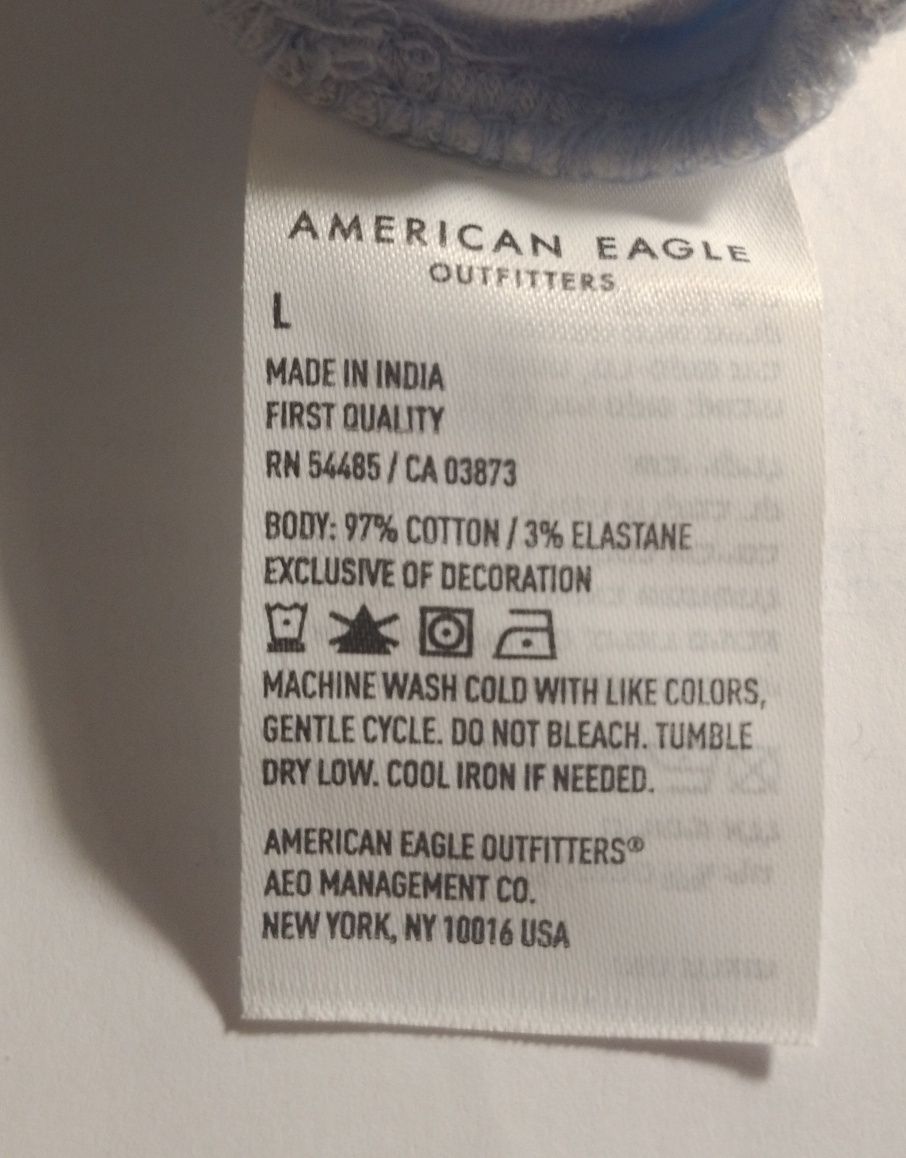 AMERICAN EAGLE
OUTFITTERS
L
MADE IN INDIA
FIRST QUALITY
RN 54485 / CA 03873
BODY: 97% COTTON / 3% ELASTANE
EXCLUSIVE OF DECORATION
MACHINE WASH COLD WITH LIKE COLORS,
GENTLE CYCLE. DO NOT BLEACH. TUMBLE
DRY LOW. COOL IRON IF NEEDED.
AMERICAN EAGLE OUTFITTERS®
AEO MANAGEMENT CO.
NEW YORK, NY 10016 USA